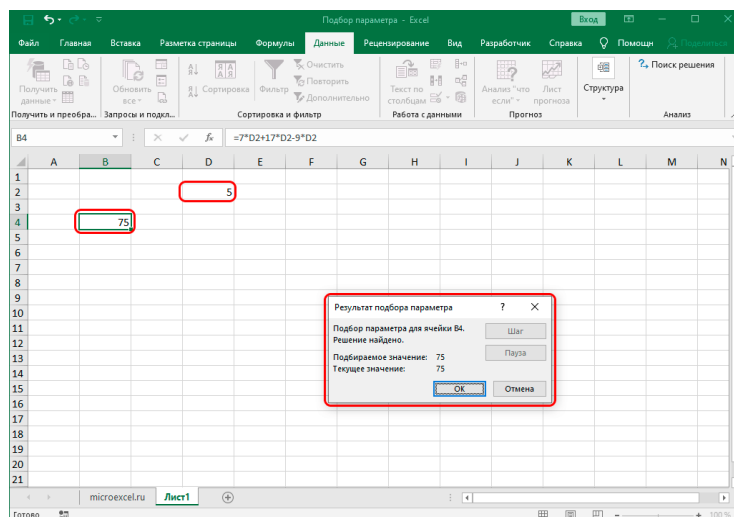 Подбор параметра - Excel Вход
Файл Главная Вставка Разметка страницы Формулы Данные Рецензирование Вид Разработчик Справка Помощн
Получить данные Обновить все Сортировка Фильтр Очистить Повторить Дополнительно Текст по столбцам Анализ "что если" Лист прогноза Структура Поиск решения
Получить и преобра... Запросы и подкл... Сортировка и фильтр Работа с данными Прогноз Анализ
B4 fx =7*D2+17*D2-9*D2
A B C D E F G H I J K L M N
1
2 5
3
4 75
5
6
7
8
9
Результат подбора параметра ? ×
10
11 Подбор параметра для ячейки B4. Шаг
12 Решение найдено.
13 Подбираемое значение: 75 Пауза
14 Текущее значение: 75
15 ОК Отмена
16
17
18
19
20
21
microexcel.ru Лист1
Готово 100 %